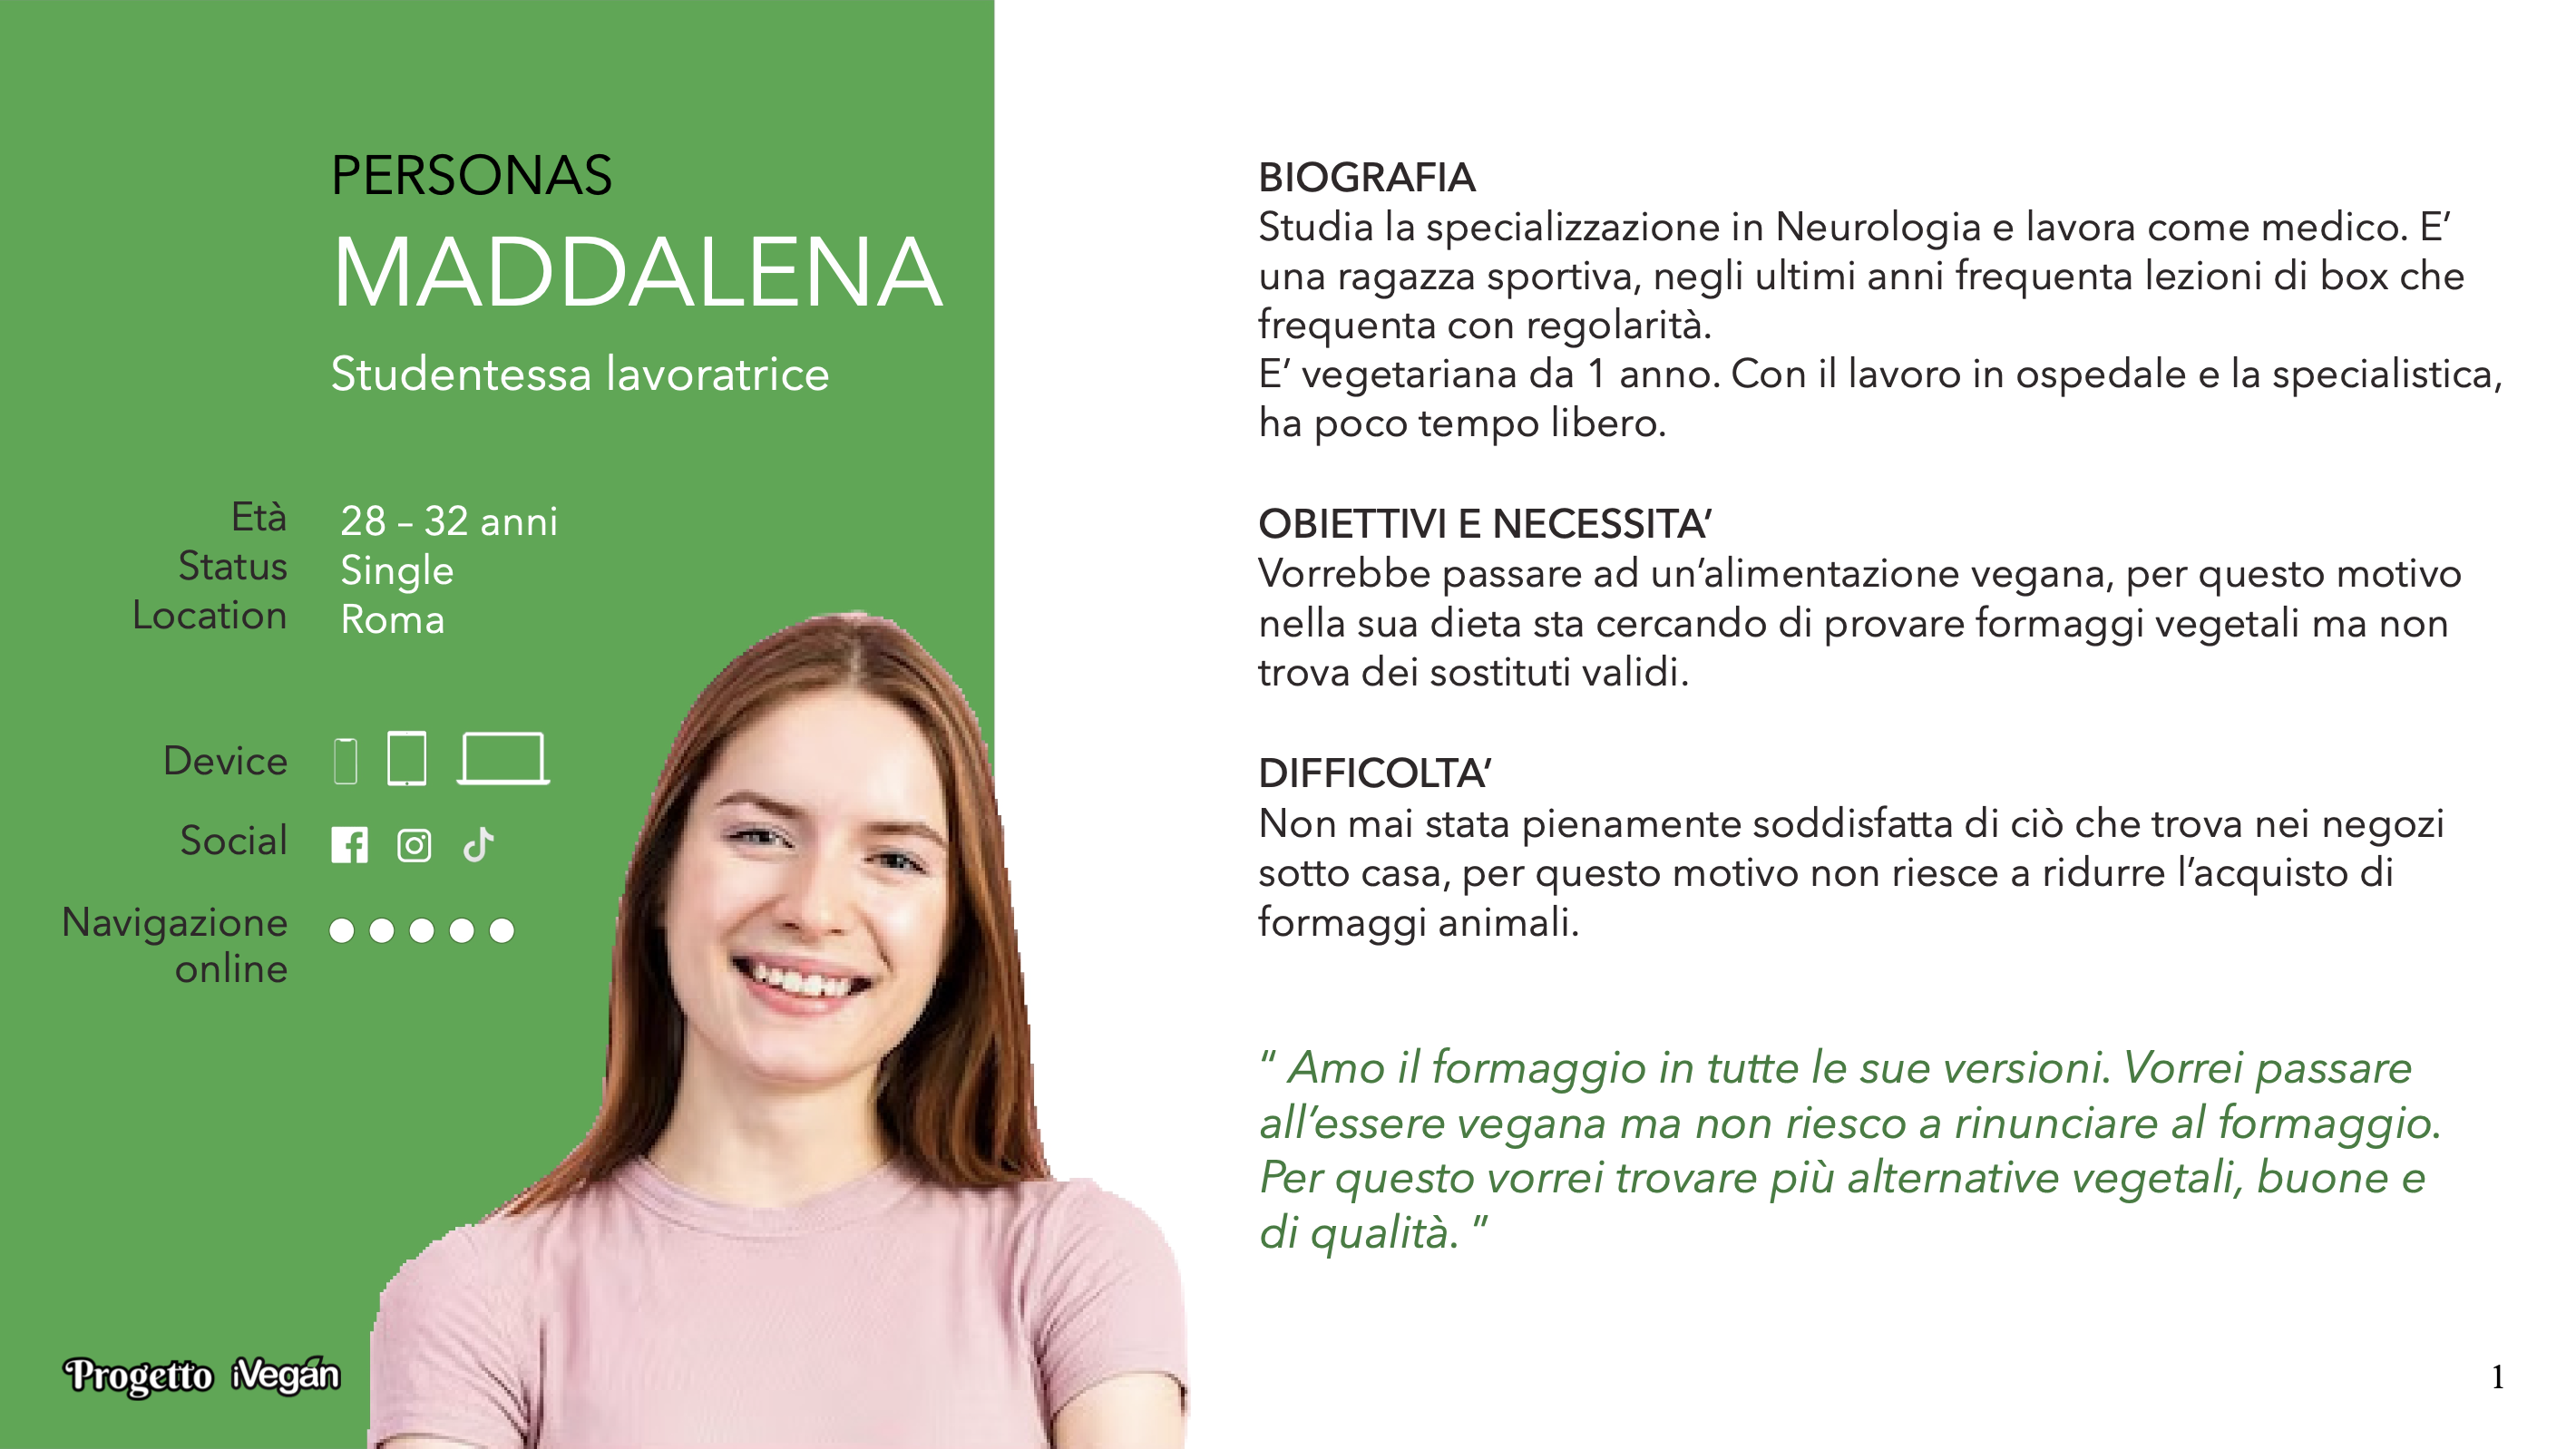 PERSONAS
MADDALENA
Studentessa lavoratrice
Età
28 – 32 anni
Status
Single
Location
Roma
Device
Social
Navigazione
online
BIOGRAFIA
Studia la specializzazione in Neurologia e lavora come medico. E’
una ragazza sportiva, negli ultimi anni frequenta lezioni di box che
frequenta con regolarità.
E’ vegetariana da 1 anno. Con il lavoro in ospedale e la specialistica,
ha poco tempo libero.
OBIETTIVI E NECESSITA’
Vorrebbe passare ad un’alimentazione vegana, per questo motivo
nella sua dieta sta cercando di provare formaggi vegetali ma non
trova dei sostituti validi.
DIFFICOLTA’
Non mai stata pienamente soddisfatta di ciò che trova nei negozi
sotto casa, per questo motivo non riesce a ridurre l’acquisto di
formaggi animali.
“ Amo il formaggio in tutte le sue versioni. Vorrei passare
all’essere vegana ma non riesco a rinunciare al formaggio.
Per questo vorrei trovare più alternative vegetali, buone e
di qualità. ”
Progetto iVegan
1